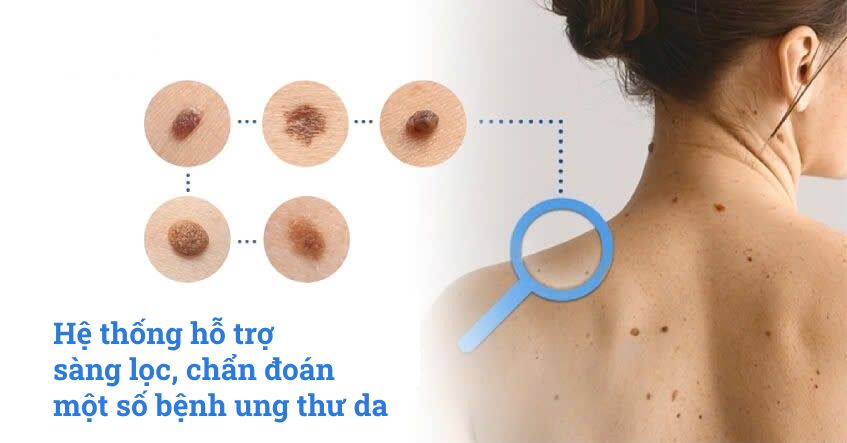 Hệ thống hỗ trợ
sàng lọc, chẩn đoán
một số bệnh ung thư da